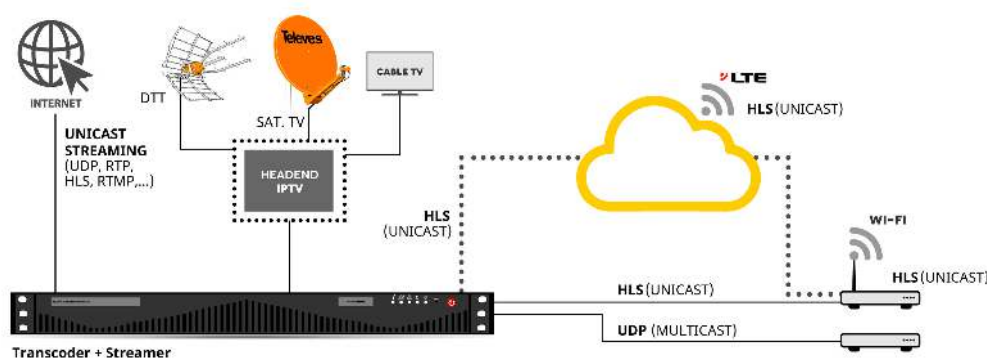 INTERNET
UNICAST
STREAMING
(UDP, RTP,
HLS, RTMP,...)
DTT
Televes
SAT. TV
CABLE TV
HEADEND
IPTV
HLS
(UNICAST)
LTE
HLS (UNICAST)
WI-FI
HLS (UNICAST)
HLS (UNICAST)
UDP (MULTICAST)
Transcoder + Streamer